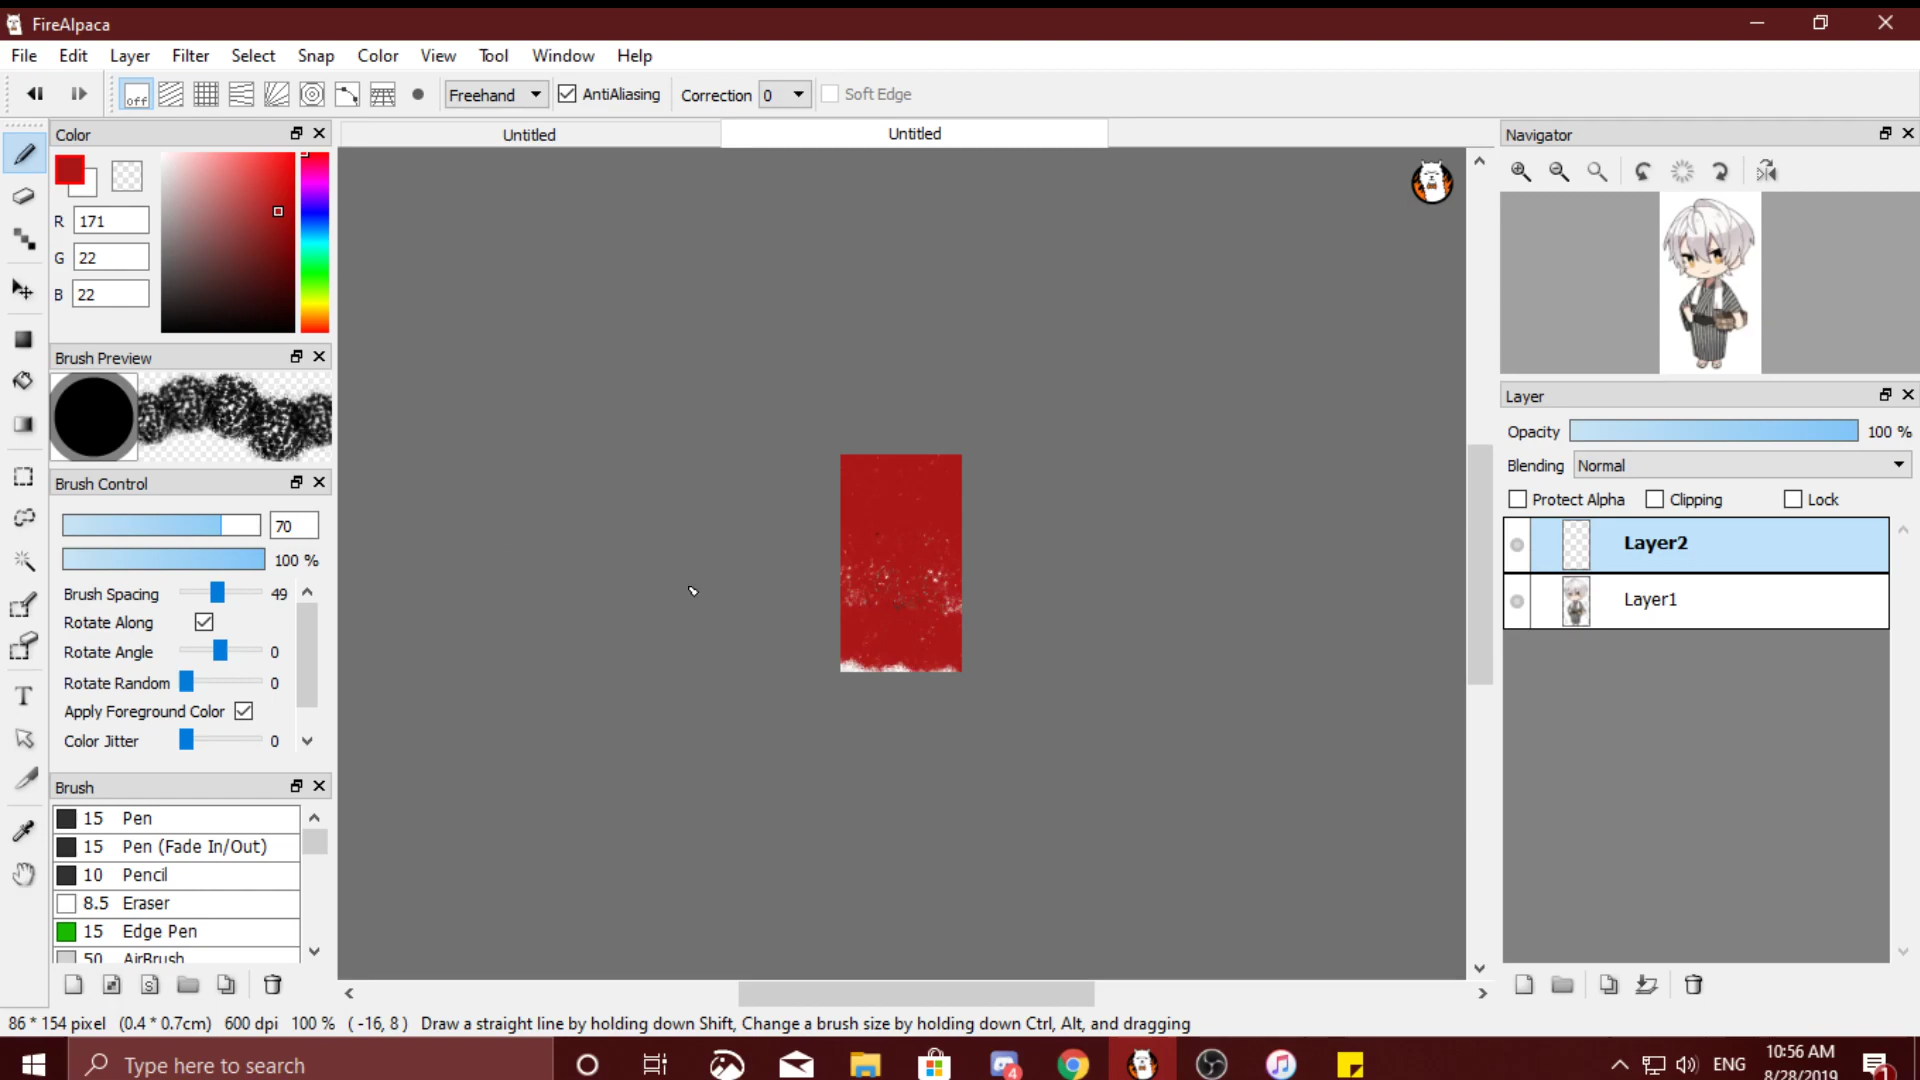 FireAlpaca
File Edit Layer Filter Select Snap Color View Tool Window Help
off Freehand AntiAliasing Correction 0 Soft Edge
Color
Untitled Untitled
Navigator
R 171
G 22
B 22
Brush Preview
Layer
Opacity 100 %
Blending Normal
Protect Alpha Clipping Lock
Layer2
Layer1
Brush Control
70
100 %
Brush Spacing 49
Rotate Along
Rotate Angle 0
Rotate Random 0
Apply Foreground Color
Color Jitter 0
Brush
15 Pen
15 Pen (Fade In/Out)
10 Pencil
8.5 Eraser
15 Edge Pen
50 AirBrush
86 * 154 pixel (0.4 * 0.7cm) 600 dpi 100 % ( -16, 8 ) Draw a straight line by holding down Shift, Change a brush size by holding down Ctrl, Alt, and dragging
Type here to search
4
ENG
10:56 AM
8/28/2019
1